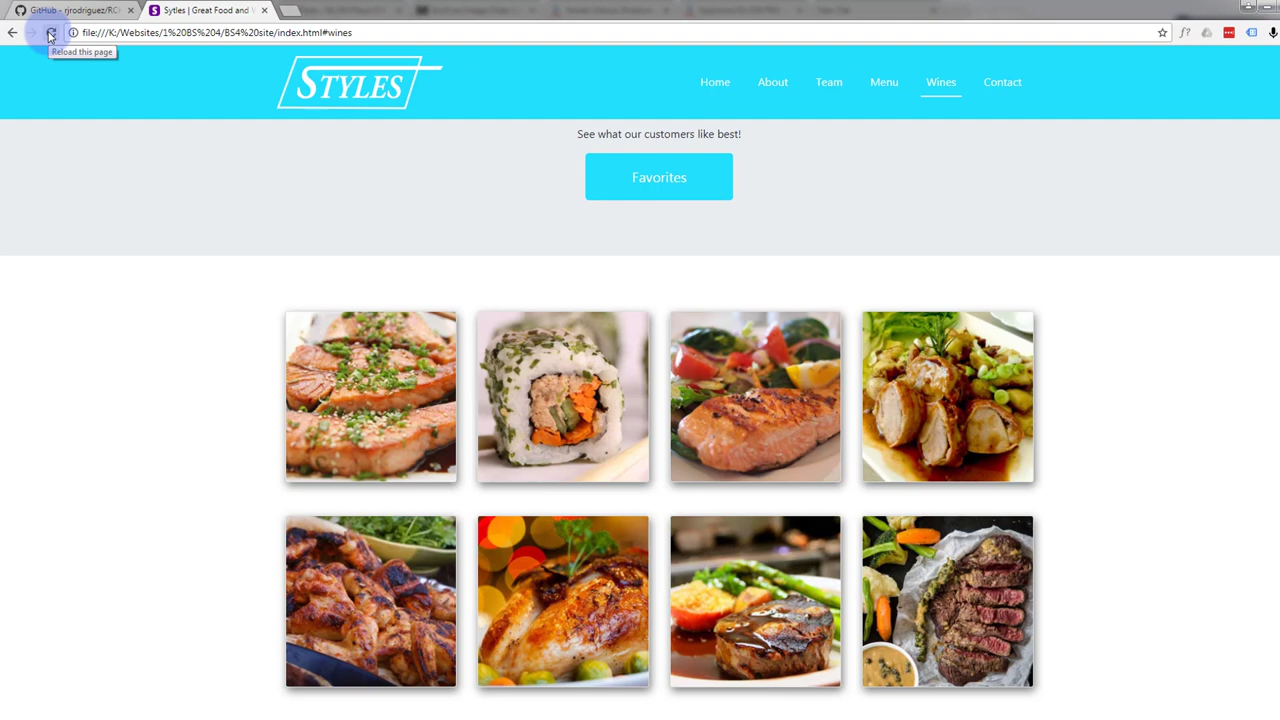 GitHub - rjrodriguez/RC
Sytles | Great Food and
file:///K:/Websites/1%20BS%204/BS4%20site/index.html#wines
Reload this page
STYLES
Home
About
Team
Menu
Wines
Contact
See what our customers like best!
Favorites